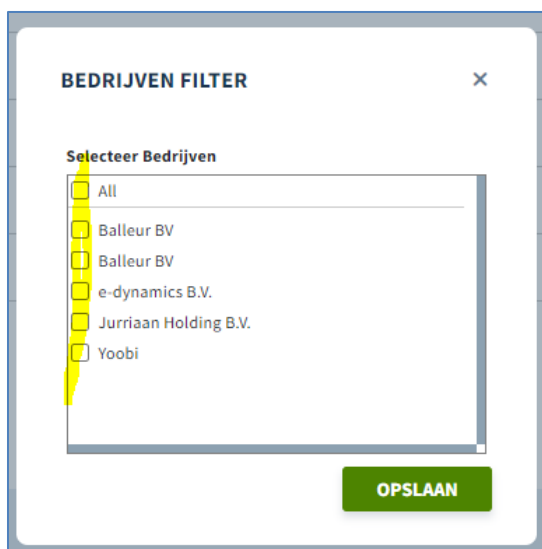 BEDRIJVEN FILTER
Selecteer Bedrijven
All
Balleur BV
Balleur BV
e-dynamics B.V.
Jurriaan Holding B.V.
Yoobi
OPSLAAN